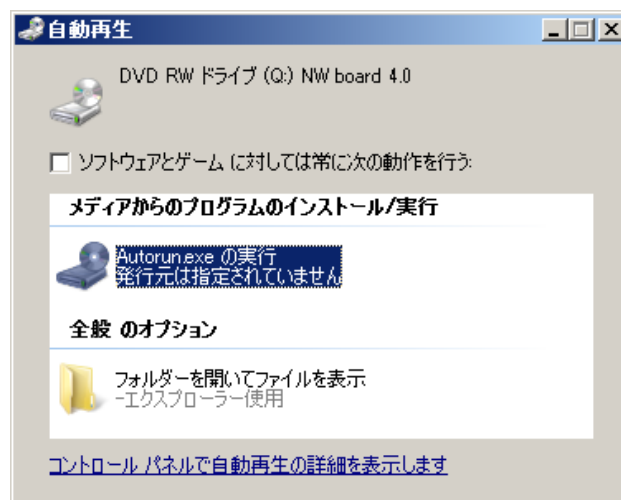 自動再生
DVD RW ドライブ (Q:) NW board 4.0
ソフトウェアとゲーム に対しては常に次の動作を行う:
メディアからのプログラムのインストール/実行
Autorun.exe の実行
発行元は指定されていません
全般 のオプション
フォルダーを開いてファイルを表示
-エクスプローラー使用
コントロール パネルで自動再生の詳細を表示します